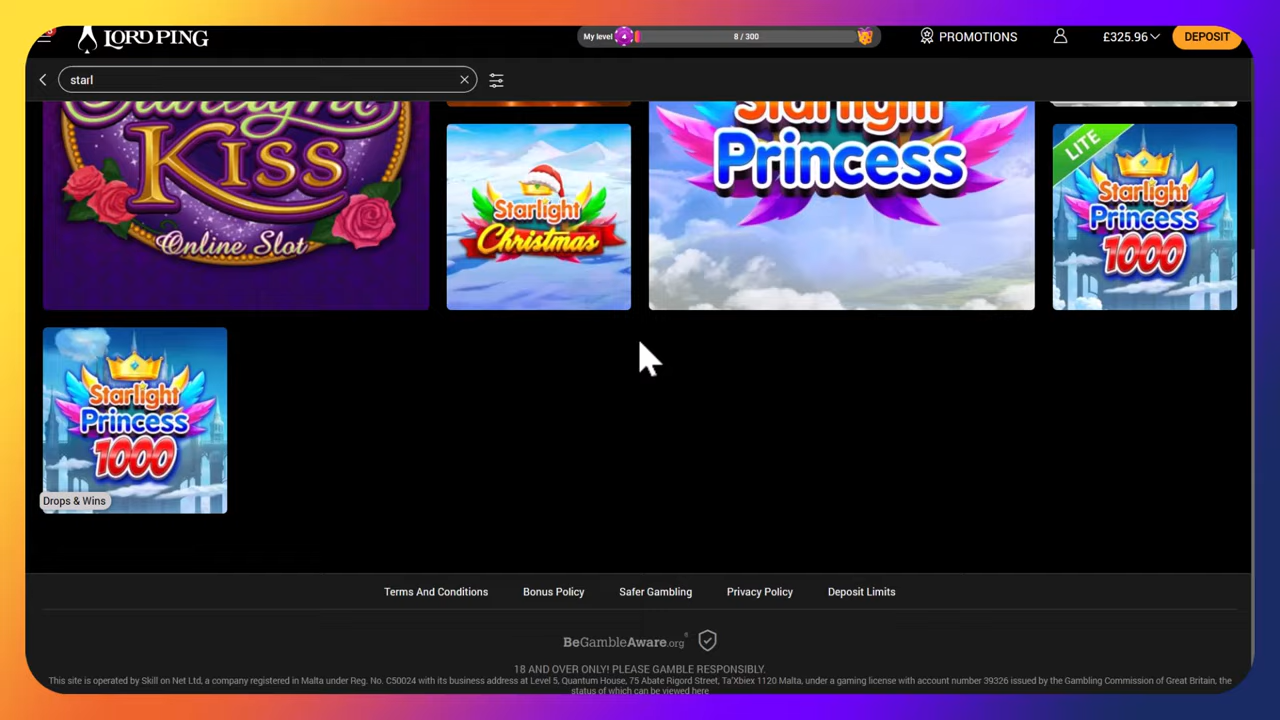 LORD PING
My level 4
8 / 300
PROMOTIONS
£325.96
DEPOSIT
starl
Starlight
KISS
Online Slot
Starlight
Christmas
Starlight
Princess
LITE
Starlight
Princess
1000
Starlight
Princess
1000
Drops & Wins
Terms And Conditions
Bonus Policy
Safer Gambling
Privacy Policy
Deposit Limits
BeGambleAware.org®
18 AND OVER ONLY! PLEASE GAMBLE RESPONSIBLY.
This site is operated by Skill on Net Ltd, a company registered in Malta under Reg. No. C50024 with its business address at Level 5, Quantum House, 75 Abate Rigord Street, Ta'Xbiex 1120 Malta, under a gaming license with account number 39326 issued by the Gambling Commission of Great Britain, the
status of which can be viewed here